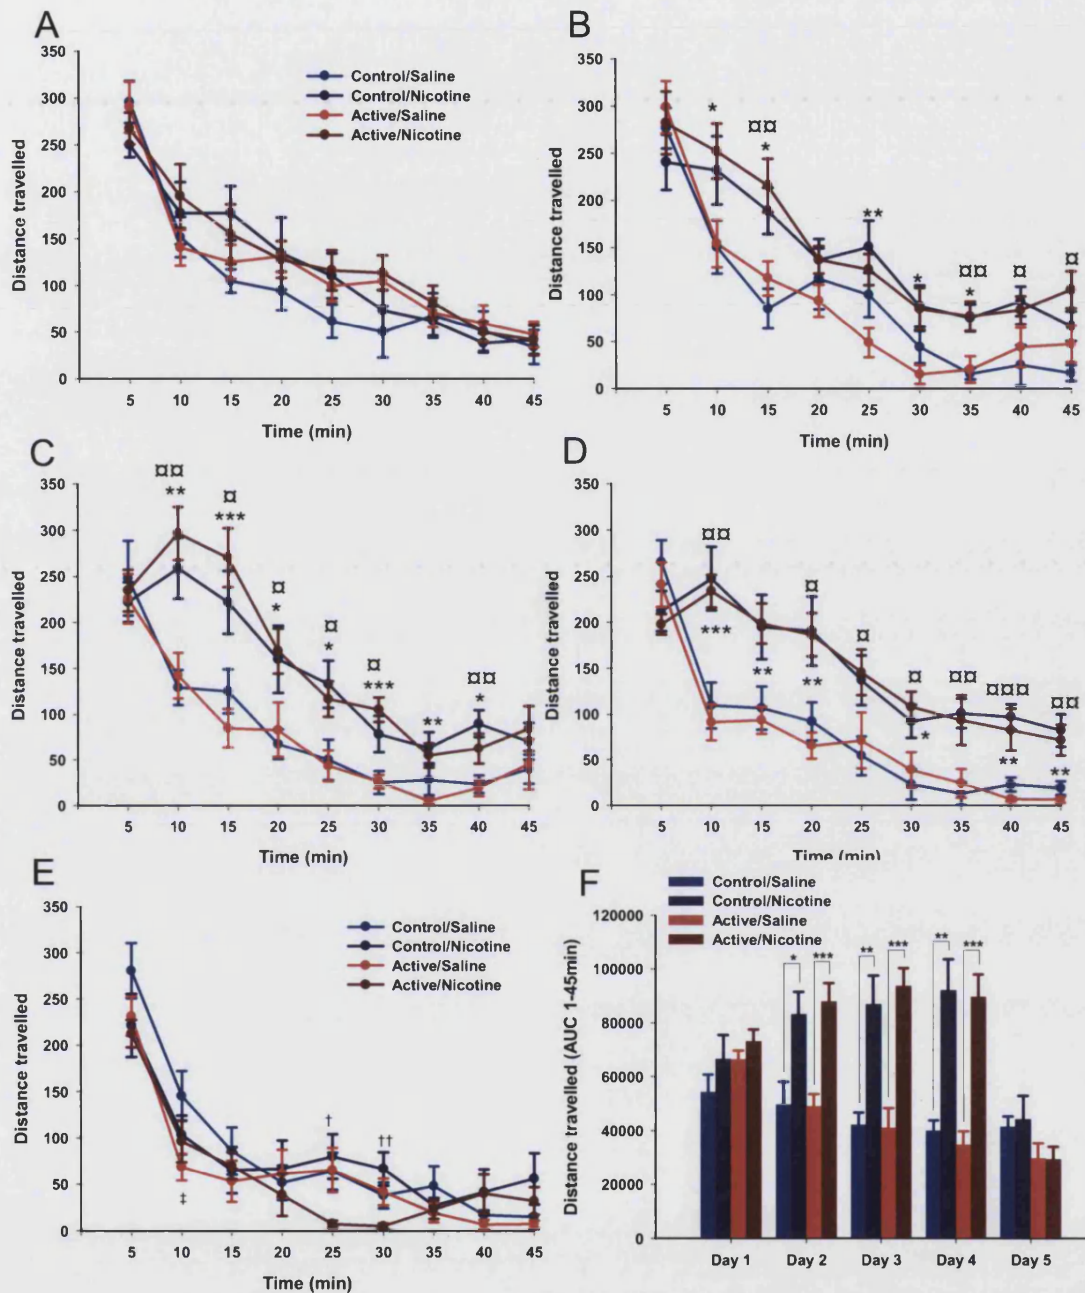 A
350
300
250
200
150
100
50
0
Distance travelled
Control/Saline
Control/Nicotine
Active/Saline
Active/Nicotine
5 10 15 20 25 30 35 40 45
Time (min)
B
350
300
250
200
150
100
50
0
Distance travelled
*
¤¤
*
**
*
¤¤
*
¤
¤
5 10 15 20 25 30 35 40 45
Time (min)
C
350
300
250
200
150
100
50
0
Distance travelled
¤¤
**
¤
***
¤
*
¤
*
¤
***
**
¤¤
*
5 10 15 20 25 30 35 40 45
Time (min)
D
350
300
250
200
150
100
50
0
Distance travelled
¤¤
***
**
¤
**
¤
¤
*
¤¤
¤¤¤
**
¤¤
**
5 10 15 20 25 30 35 40 45
Time (min)
E
350
300
250
200
150
100
50
0
Distance travelled
Control/Saline
Control/Nicotine
Active/Saline
Active/Nicotine
‡
†
††
5 10 15 20 25 30 35 40 45
Time (min)
F
Control/Saline
Control/Nicotine
Active/Saline
Active/Nicotine
120000
100000
80000
60000
40000
20000
0
Distance travelled (AUC 1-45min)
* *** ** *** ** ***
Day 1 Day 2 Day 3 Day 4 Day 5